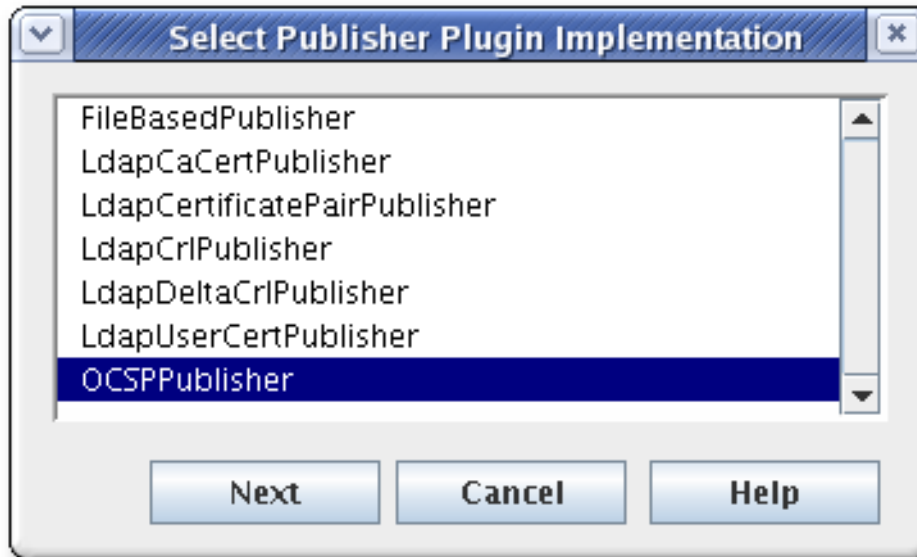 Select Publisher Plugin Implementation
FileBasedPublisher
LdapCaCertPublisher
LdapCertificatePairPublisher
LdapCrlPublisher
LdapDeltaCrlPublisher
LdapUserCertPublisher
OCSPPublisher
Next Cancel Help